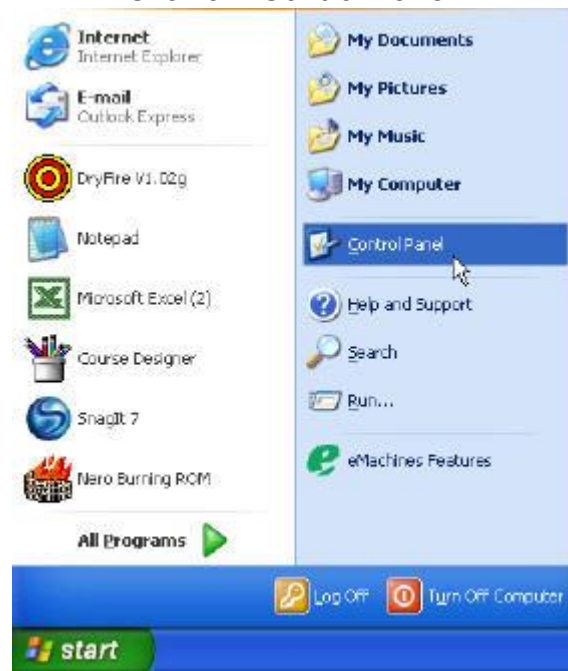 Internet
Internet Explorer
E-mail
Outlook Express
DryFire V1.02g
Notepad
Microsoft Excel (2)
Course Designer
SnagIt 7
Nero Burning ROM
All Programs
My Documents
My Pictures
My Music
My Computer
Control Panel
Help and Support
Search
Run...
eMachines Features
Log Off
Turn Off Computer
start